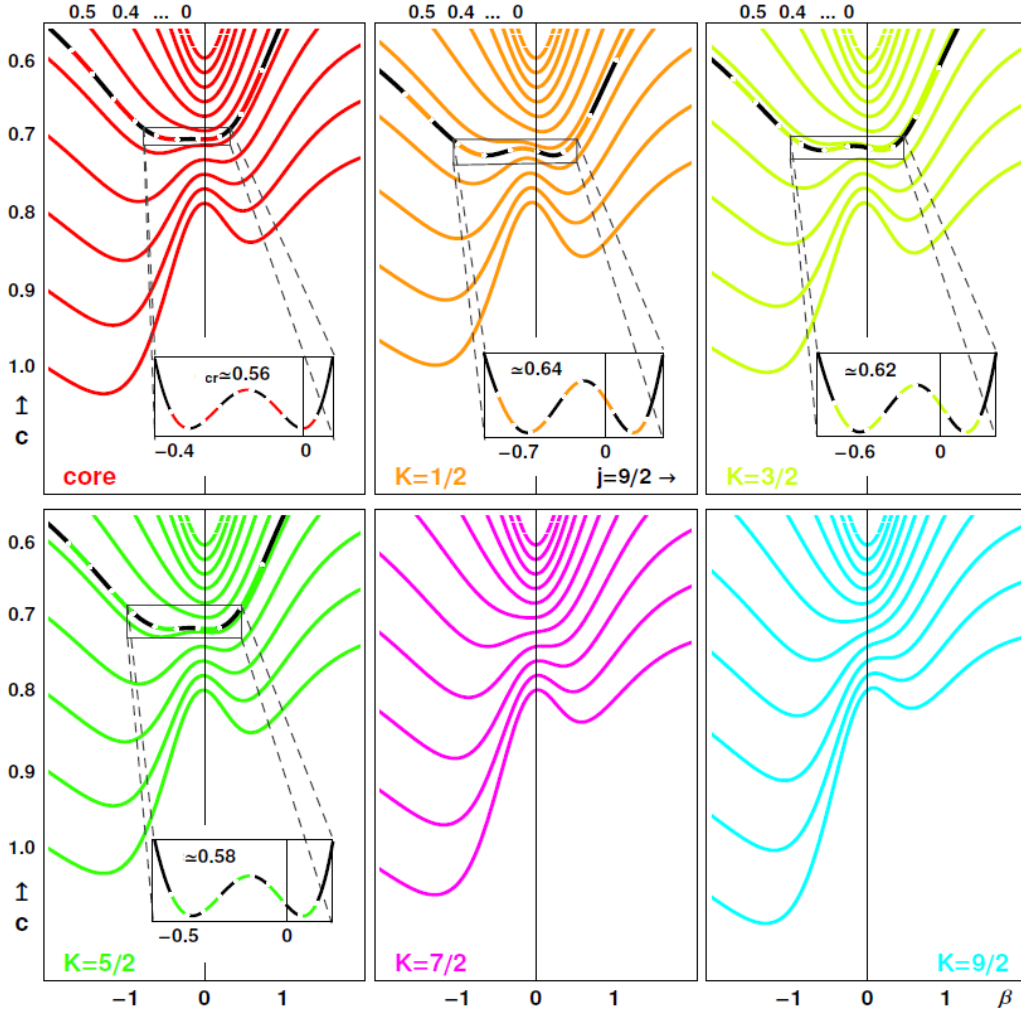 0.5 0.4 ... 0
0.5 0.4 ... 0
0.5 0.4 ... 0
0.6
0.7
0.8
0.9
1.0
↥
c
cr≃0.56
−0.4 0
core
≃0.64
−0.7 0
K=1/2
j=9/2 →
≃0.62
−0.6 0
K=3/2
0.6
0.7
0.8
0.9
1.0
↥
c
≃0.58
−0.5 0
K=5/2
K=7/2
K=9/2
−1 0 1
−1 0 1
−1 0 1 β